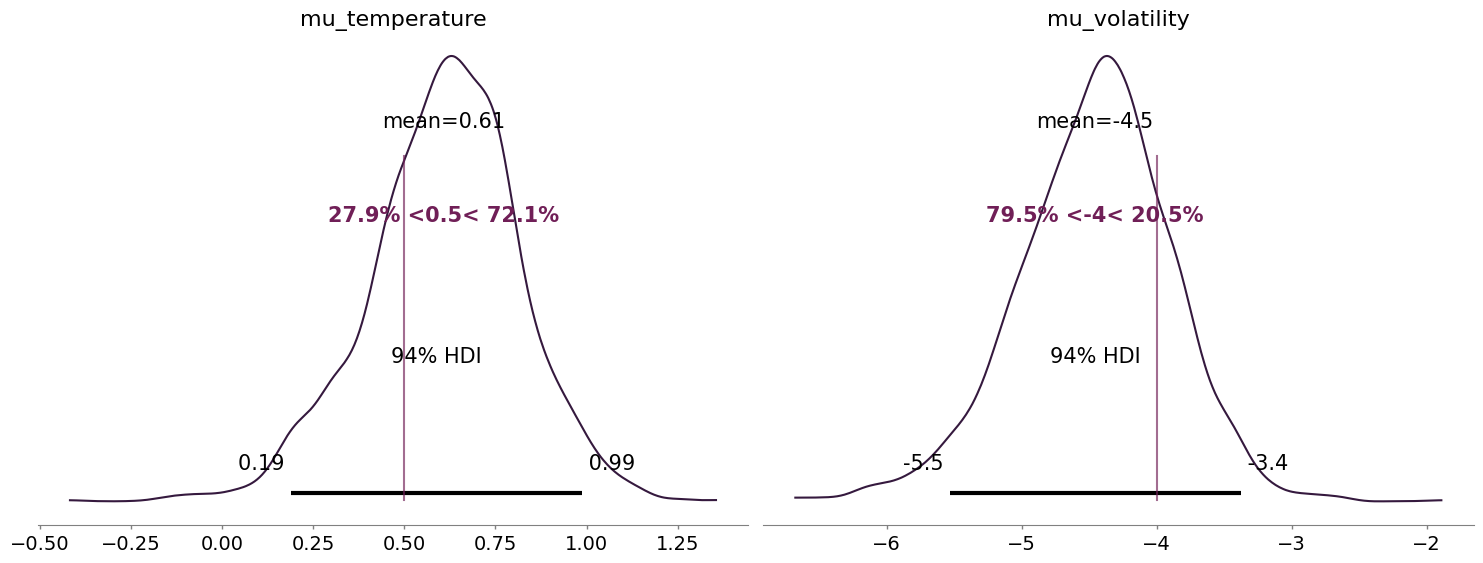 mu_temperature
mean=0.61
27.9% <0.5< 72.1%
94% HDI
0.19
0.99
−0.50
−0.25
0.00
0.25
0.50
0.75
1.00
1.25
mu_volatility
mean=-4.5
79.5% <-4< 20.5%
94% HDI
-5.5
-3.4
−6
−5
−4
−3
−2